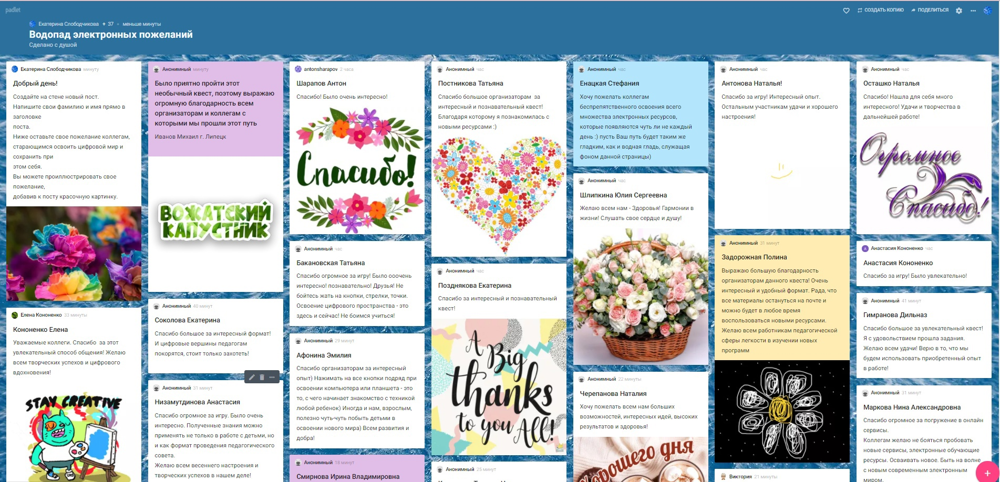 padlet
СОЗДАТЬ КОПИЮ
ПОДЕЛИТЬСЯ
Екатерина Слободчикова + 37 • меньше минуты
Водопад электронных пожеланий
Сделано с душой
Екатерина Слободчикова минуту
Добрый день!
Создайте на стене новый пост.
Напишите свои фамилию и имя прямо в
заголовке
поста.
Ниже оставьте свое пожелание коллегам,
старающимся освоить цифровой мир и
сохранить при
этом себя.
Вы можете проиллюстрировать свое
пожелание,
добавив к посту красочную картинку.
Елена Кононенко 33 минуты
Кононенко Елена
Уважаемые коллеги. Спасибо за этот
увлекательный способ общения! Желаю
всем творческих успехов и цифрового
вдохновения!
STAY CREATIVE
Анонимный минуту
Было приятно пройти этот
необычный квест, поэтому выражаю
огромную благодарность всем
организаторам и коллегам с
которыми мы прошли этот путь
Иванов Михаил г. Липецк
ВОЖАТСКИЙ
КАПУСТНИК
Анонимный 40 минут
Соколова Екатерина
Спасибо большое за интересный формат!
И цифровые вершины педагогам
покорятся, стоит только захотеть!
Анонимный 31 минут
Низамутдинова Анастасия
Спасибо огромное за игру. Было очень
интересно. Полученные знания можно
применять не только в работе с детьми, но
и как формат проведения педагогического
совета.
Желаю всем весеннего настроения и
творческих успехов в нашем деле!
antonsharapov 2 часа
Шарапов Антон
Спасибо! Было очень интересно!
Спасибо!
Анонимный час
Бакановская Татьяна
Спасибо огромное за игру! Было ооочень
интересно! познавательно! Друзья! Не
бойтесь жать на кнопки, стрелки, точки.
Освоение цифрового пространства - это
здесь и сейчас! Не боимся учиться!
Анонимный 29 минут
Афонина Эмилия
Спасибо организаторам за интересный
опыт) Нажимать на все кнопки подряд при
освоении компьютера или планшета - это
то, с чего начинает знакомство с техникой
любой ребенок) Иногда и нам, взрослым,
полезно чуть-чуть побыть детьми в
освоении нового мира) Всем развития и
добра!
Анонимный 18 минут
Смирнова Ирина Владимировна
Анонимный час
Постникова Татьяна
Спасибо большое организаторам за
интересный и познавательный квест!
Благодаря которому я познакомилась с
новыми ресурсами :)
Анонимный час
Позднякова Екатерина
Спасибо за интересный и познавательный
квест!
A
Big
thanks
to you All!
Анонимный 25 минут
Анонимный час
Енацкая Стефания
Хочу пожелать коллегам
беспрепятственного освоения всего
множества электронных ресурсов,
которые появляются чуть ли не каждый
день :) пусть Ваш путь будет таким же
гладким, как и водная гладь, служащая
фоном данной страницы)
Анонимный час
Шлипкина Юлия Сергеевна
Желаю всем нам - Здоровья! Гармонии в
жизни! Слушать свое сердце и душу!
Анонимный 22 минуты
Черепанова Наталия
Хочу пожелать всем нам больших
возможностей, интересных идей, высоких
результатов и здоровья!
Хорошего дня
Анонимный час
Антонова Наталья!
Спасибо за игру! Интересный опыт.
Остальным участникам удачи и хорошего
настроения!
Анонимный 31 минут
Задорожная Полина
Выражаю большую благодарность
организаторам данного квеста! Очень
интересный и удобный формат. Рада, что
все материалы остануться на почте и
можно будет в любое время
воспользоваться новыми ресурсами.
Желаю всем работникам педагогической
сферы легкости в изучении новых
программ
Виктория 21 минуты
Анонимный час
Осташко Наталья
Спасибо! Нашла для себя много
интересного! Удачи и творчества в
дальнейшей работе!
Огромное
Спасибо!
Анастасия Кононенко час
Анастасия Кононенко
Спасибо за игру! Было увлекательно!
Анонимный 41 минут
Гимранова Дильназ
Спасибо большое за увлекательный квест!
Я с удовольствием прошла задания.
Желаю всем удачи! Верю в то, что мы
будем использовать приобретенный опыт
в работе!
Анонимный 31 минут
Маркова Нина Александровна
Спасибо огромное за погружение в онлайн
сервисы.
Коллегам желаю не бояться пробовать
новые сервисы, электронные обучающие
ресурсы. Осваивать новое. Быть на волне
с новым современным электронным
миром.